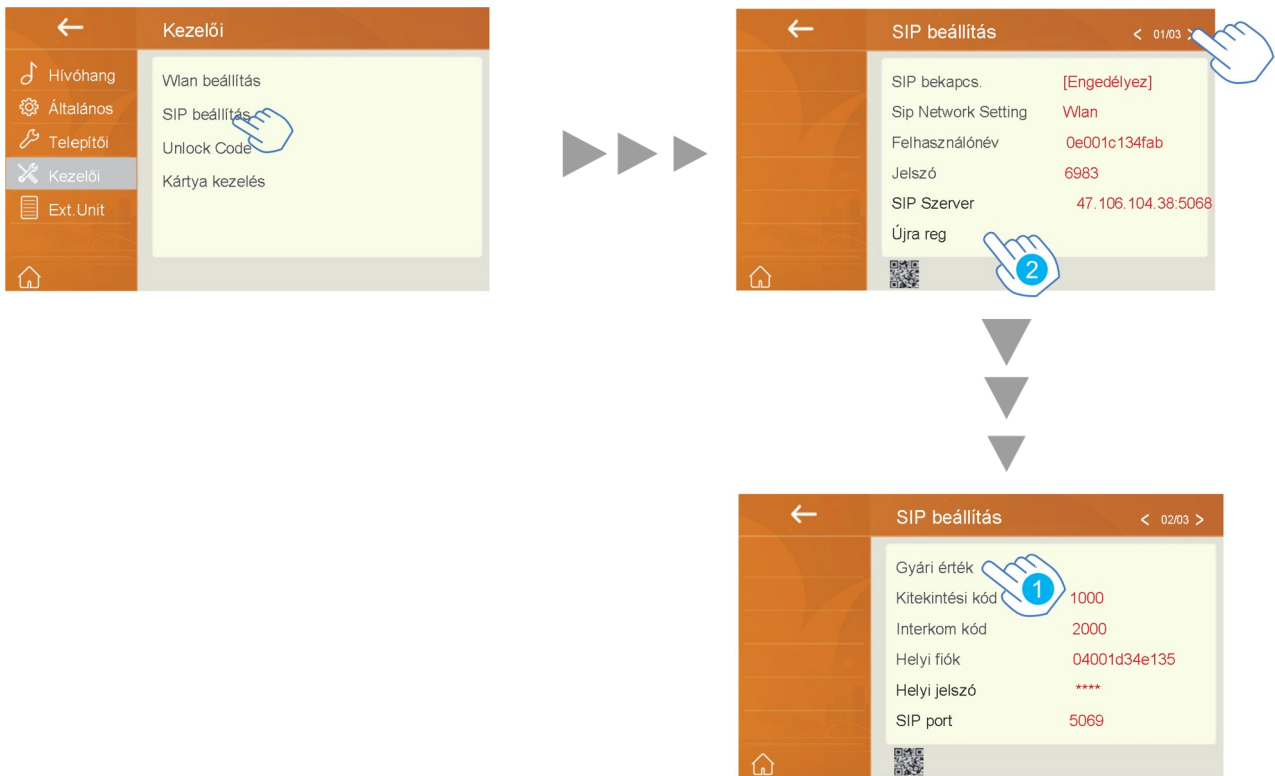 Kezelői
Hívóhang
Általános
Telepítői
Kezelői
Ext.Unit
Wlan beállítás
SIP beállítás
Unlock Code
Kártya kezelés
SIP beállítás < 01/03 >
SIP bekapcs. [Engedélyez]
Sip Network Setting Wlan
Felhasználónév 0e001c134fab
Jelszó 6983
SIP Szerver 47.106.104.38:5068
Újra reg
2
SIP beállítás < 02/03 >
Gyári érték
1
Kitekintési kód 1000
Interkom kód 2000
Helyi fiók 04001d34e135
Helyi jelszó ****
SIP port 5069